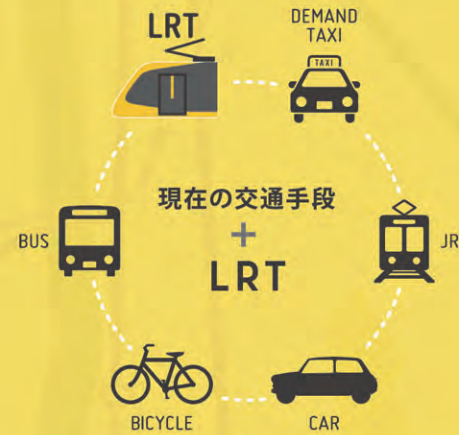 LRT
DEMAND
TAXI
TAXI
現在の交通手段
+
LRT
BUS
JR
BICYCLE
CAR